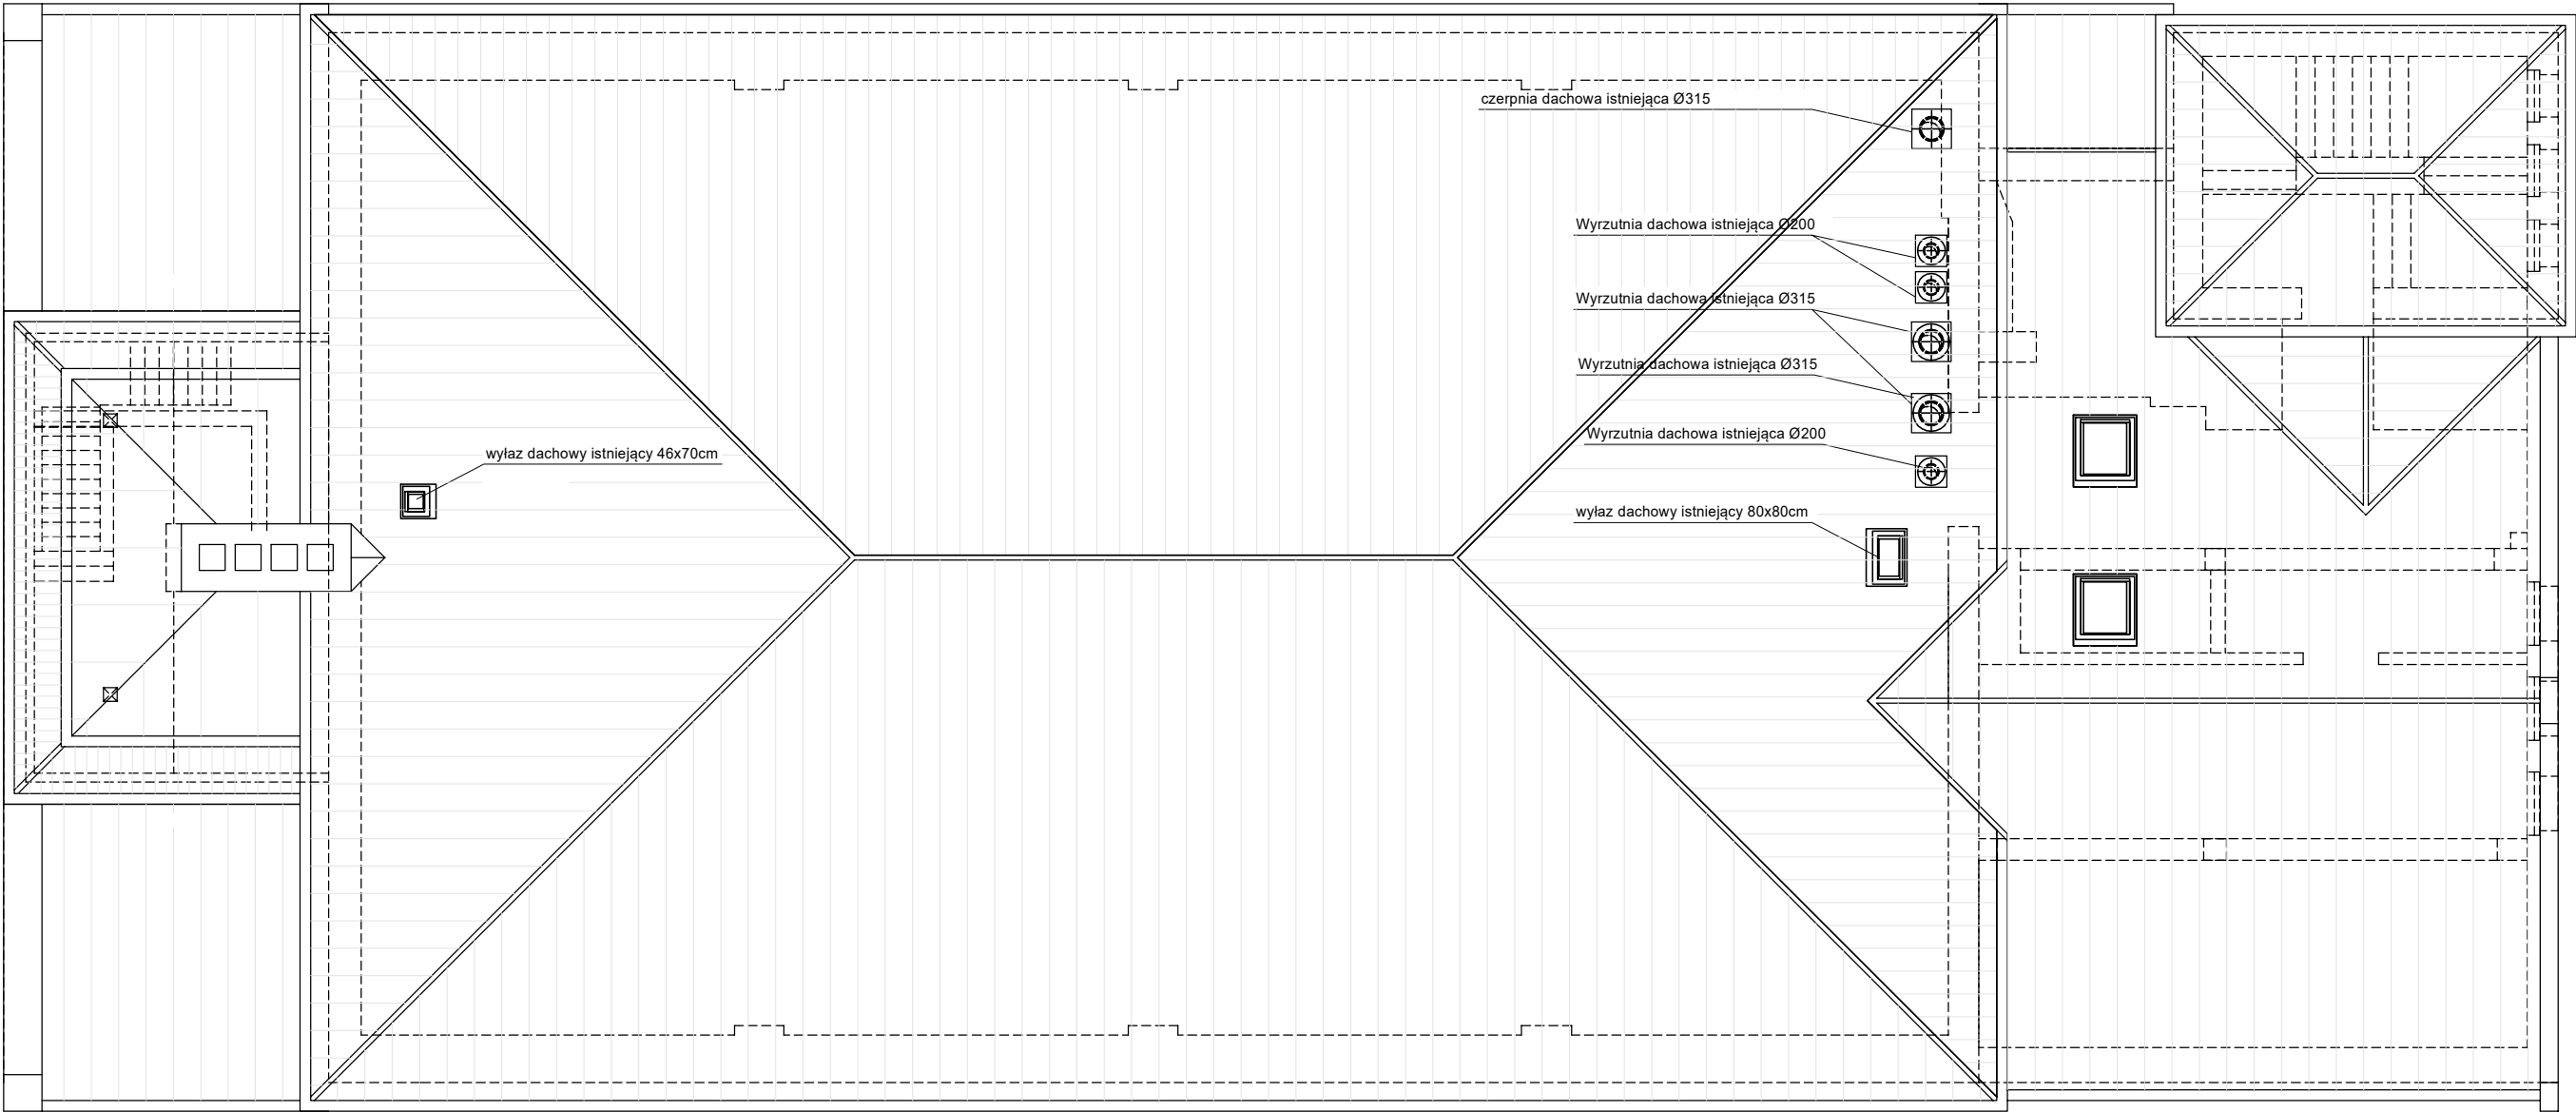 czerpnia dachowa istniejąca Ø315
Wyrzutnia dachowa istniejąca Ø200
Wyrzutnia dachowa istniejąca Ø315
Wyrzutnia dachowa istniejąca Ø315
Wyrzutnia dachowa istniejąca Ø200
wyłaz dachowy istniejący 46x70cm
wyłaz dachowy istniejący 80x80cm